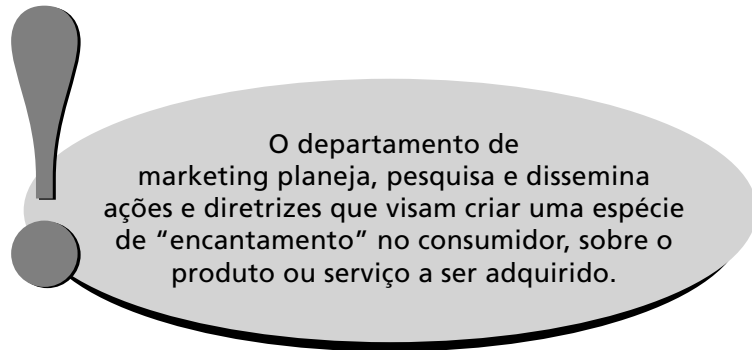 O departamento de
marketing planeja, pesquisa e dissemina
ações e diretrizes que visam criar uma espécie
de “encantamento” no consumidor, sobre o
produto ou serviço a ser adquirido.